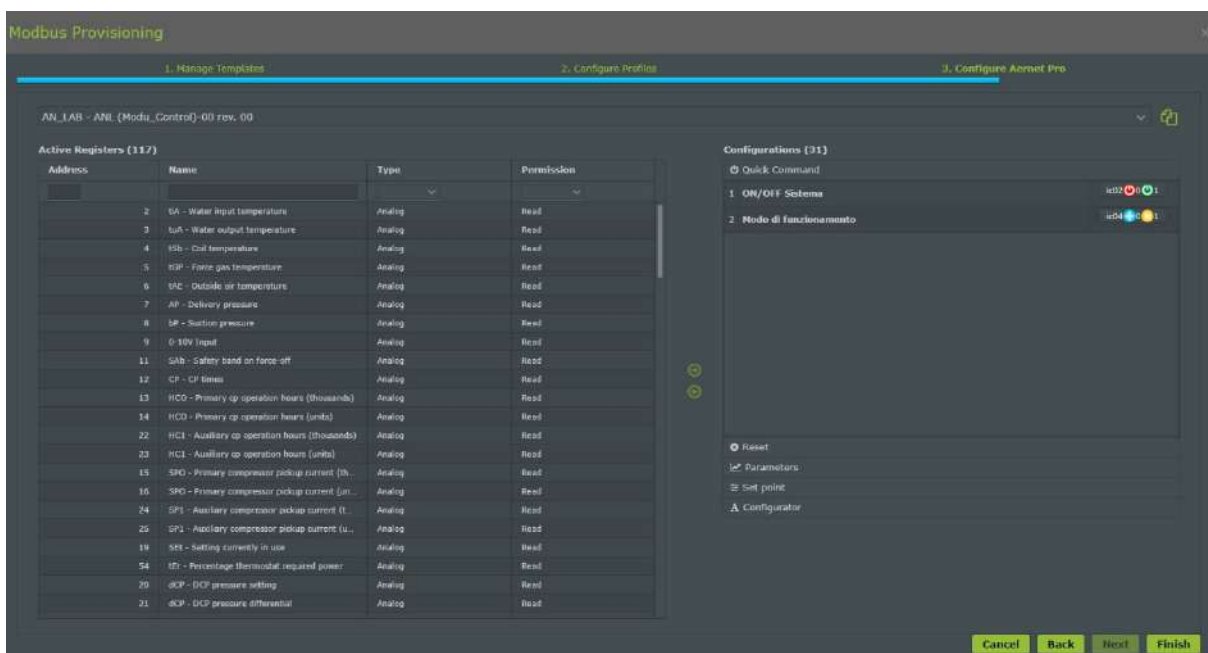 Modbus Provisioning
1. Manage Templates
2. Configure Profiles
3. Configure Aernet Pro
AN_LAB - ANL (Modu_Control)-00 rev. 00
Active Registers (117)
Configurations (31)
Address Name Type Permission
Quick Command
1 ON/OFF Sistema 0 1
2 Modo di funzionamento 0 1
2 tiA - Water input temperature Analog Read
3 tuA - Water output temperature Analog Read
4 tSb - Coil temperature Analog Read
5 tGP - Force gas temperature Analog Read
6 tAE - Outside air temperature Analog Read
7 AP - Delivery pressure Analog Read
8 bP - Suction pressure Analog Read
9 0-10V Input Analog Read
11 SAb - Safety band on force-off Analog Read
12 CP - CP times Analog Read
13 HC0 - Primary cp operation hours (thousands) Analog Read
14 HC0 - Primary cp operation hours (units) Analog Read
22 HC1 - Auxiliary cp operation hours (thousands) Analog Read
23 HC1 - Auxiliary cp operation hours (units) Analog Read
15 SP0 - Primary compressor pickup current (th... Analog Read
16 SP0 - Primary compressor pickup current (un... Analog Read
24 SP1 - Auxiliary compressor pickup current (t... Analog Read
25 SP1 - Auxiliary compressor pickup current (u... Analog Read
19 - Setting currently in use Analog Read
54 tEr - Percentage thermostat required power Analog Read
20 dCP - DCP pressure setting Analog Read
21 dCP - DCP pressure differential Analog Read
Reset
Parameters
Set point
Configurator
Cancel Back Next Finish